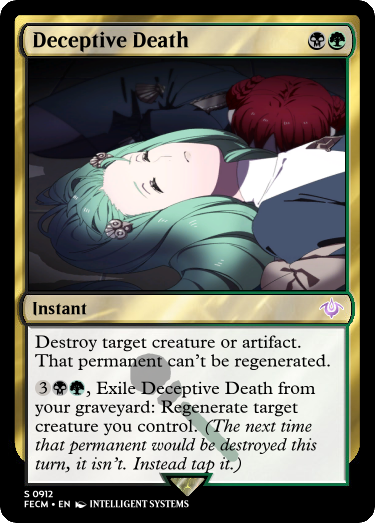 Deceptive Death
Instant
Destroy target creature or artifact.
That permanent can't be regenerated.
3, Exile Deceptive Death from
your graveyard: Regenerate target
creature you control. (The next time
that permanent would be destroyed this
turn, it isn't. Instead tap it.)
S 0912
FECM • EN INTELLIGENT SYSTEMS